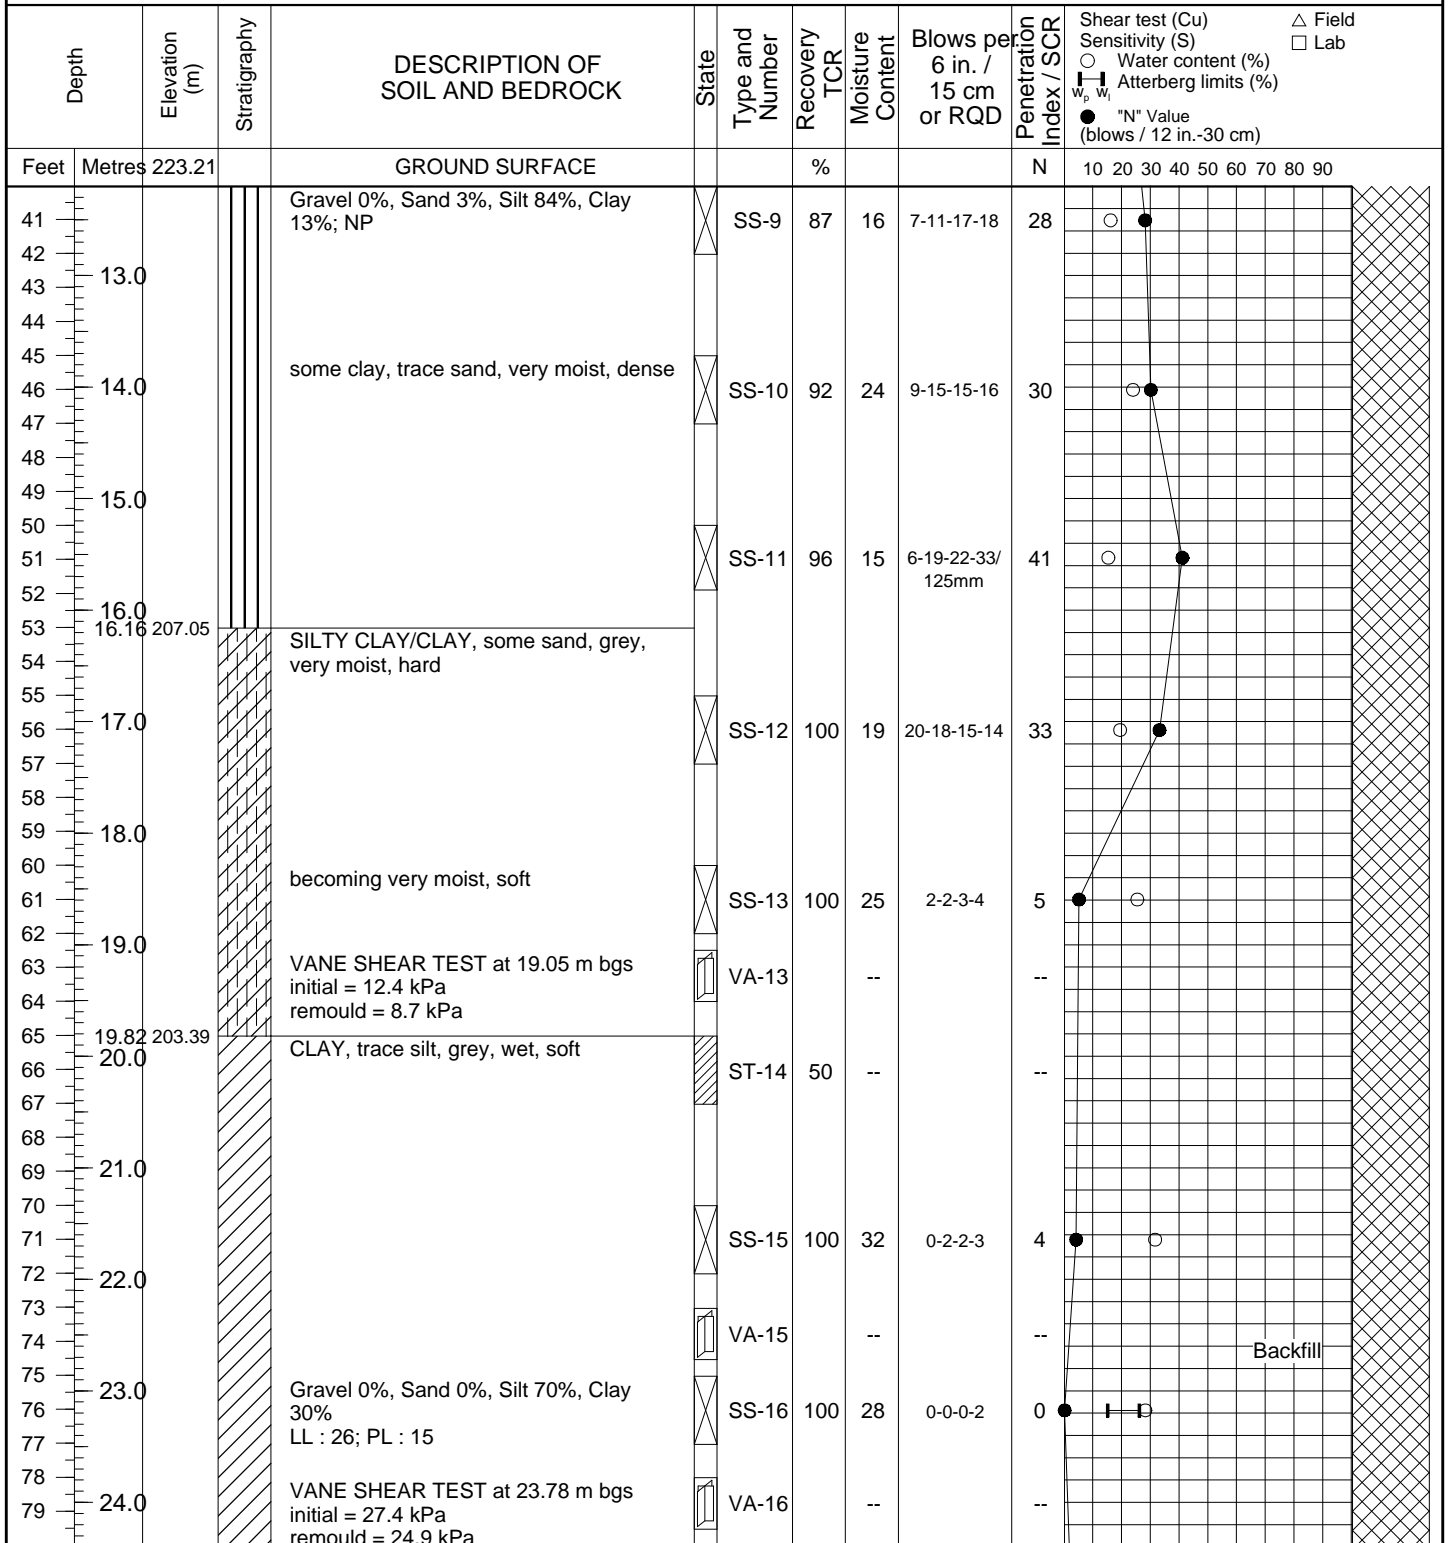 Depth
Elevation (m)
Stratigraphy
DESCRIPTION OF
SOIL AND BEDROCK
State
Type and Number
Recovery TCR
Moisture Content
Blows per
6 in. /
15 cm
or RQD
Penetration Index / SCR
Shear test (Cu) △ Field
Sensitivity (S) □ Lab
○ Water content (%)
Wp Wl Atterberg limits (%)
● "N" Value
(blows / 12 in.-30 cm)
Feet Metres 223.21 GROUND SURFACE % N 10 20 30 40 50 60 70 80 90
Gravel 0%, Sand 3%, Silt 84%, Clay
13%; NP
41 SS-9 87 16 7-11-17-18 28
42
13.0
43
44
45
some clay, trace sand, very moist, dense
46 14.0 SS-10 92 24 9-15-15-16 30
47
48
49
15.0
50
51 SS-11 96 15 6-19-22-33/ 41
125mm
52
16.0
53 16.16 207.05
SILTY CLAY/CLAY, some sand, grey,
very moist, hard
54
55
17.0
56 SS-12 100 19 20-18-15-14 33
57
58
59 18.0
60
becoming very moist, soft
61 SS-13 100 25 2-2-3-4 5
62
19.0
63 VANE SHEAR TEST at 19.05 m bgs
VA-13 -- --
initial = 12.4 kPa
64
remould = 8.7 kPa
65 19.82 203.39
CLAY, trace silt, grey, wet, soft
20.0
66 ST-14 50 -- --
67
68
69 21.0
70
71 SS-15 100 32 0-2-2-3 4
72 22.0
73
74 VA-15 -- --
Backfill
75
23.0 Gravel 0%, Sand 0%, Silt 70%, Clay
30%
76 SS-16 100 28 0-0-0-2 0
LL : 26; PL : 15
77
78
VANE SHEAR TEST at 23.78 m bgs
24.0 VA-16 -- --
79 initial = 27.4 kPa
remould = 24.9 kPa